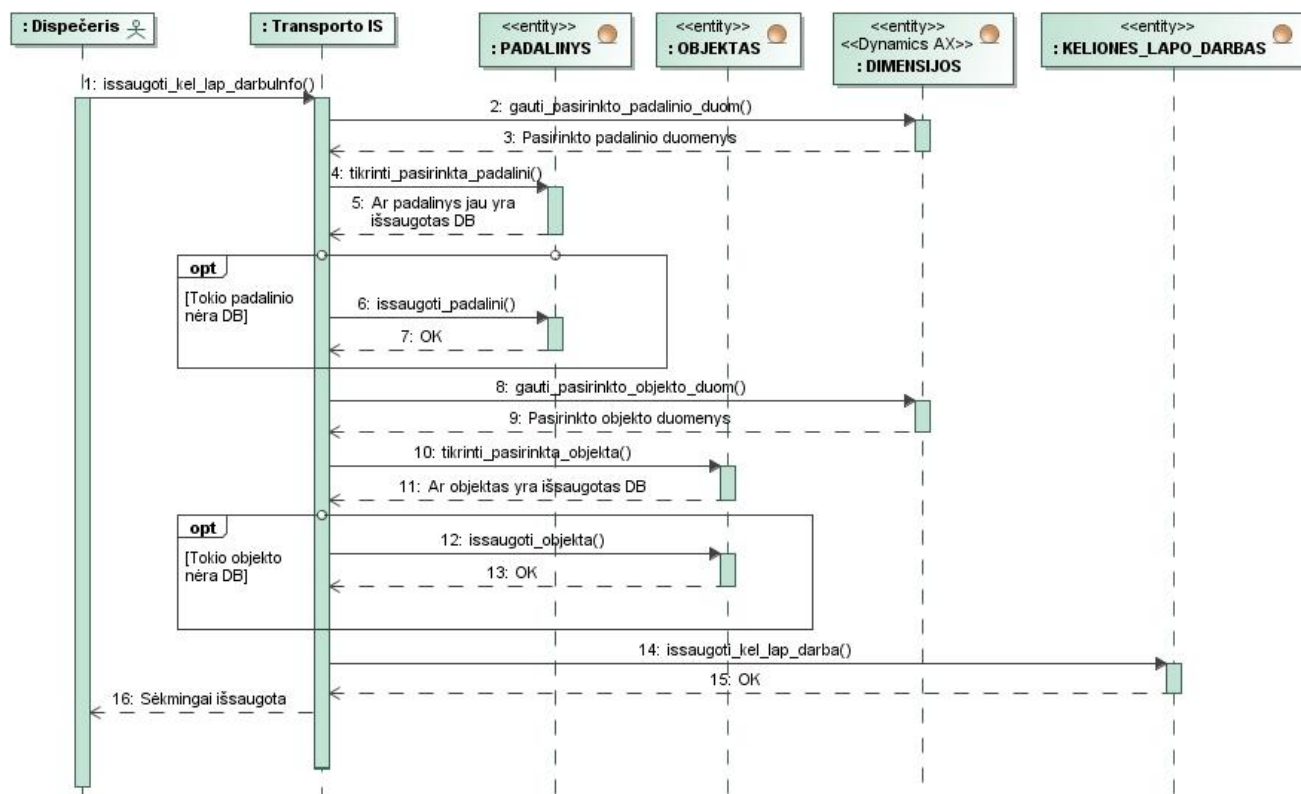 : Dispečeris
: Transporto IS
<<entity>>
: PADALINYS
<<entity>>
: OBJEKTAS
<<entity>>
<<Dynamics AX>>
: DIMENSIJOS
<<entity>>
: KELIONES_LAPO_DARBAS
1: issaugoti_kel_lap_darbuInfo()
2: gauti_pasirinkto_padalinio_duom()
3: Pasirinkto padalinio duomenys
4: tikrinti_pasirinkta_padalini()
5: Ar padalinys jau yra
išsaugotas DB
opt
[Tokio padalinio
nėra DB]
6: issaugoti_padalini()
7: OK
8: gauti_pasirinkto_objekto_duom()
9: Pasirinkto objekto duomenys
10: tikrinti_pasirinkta_objekta()
11: Ar objektas yra išsaugotas DB
opt
[Tokio objekto
nėra DB]
12: issaugoti_objekta()
13: OK
14: issaugoti_kel_lap_darba()
15: OK
16: Sėkmingai išsaugota